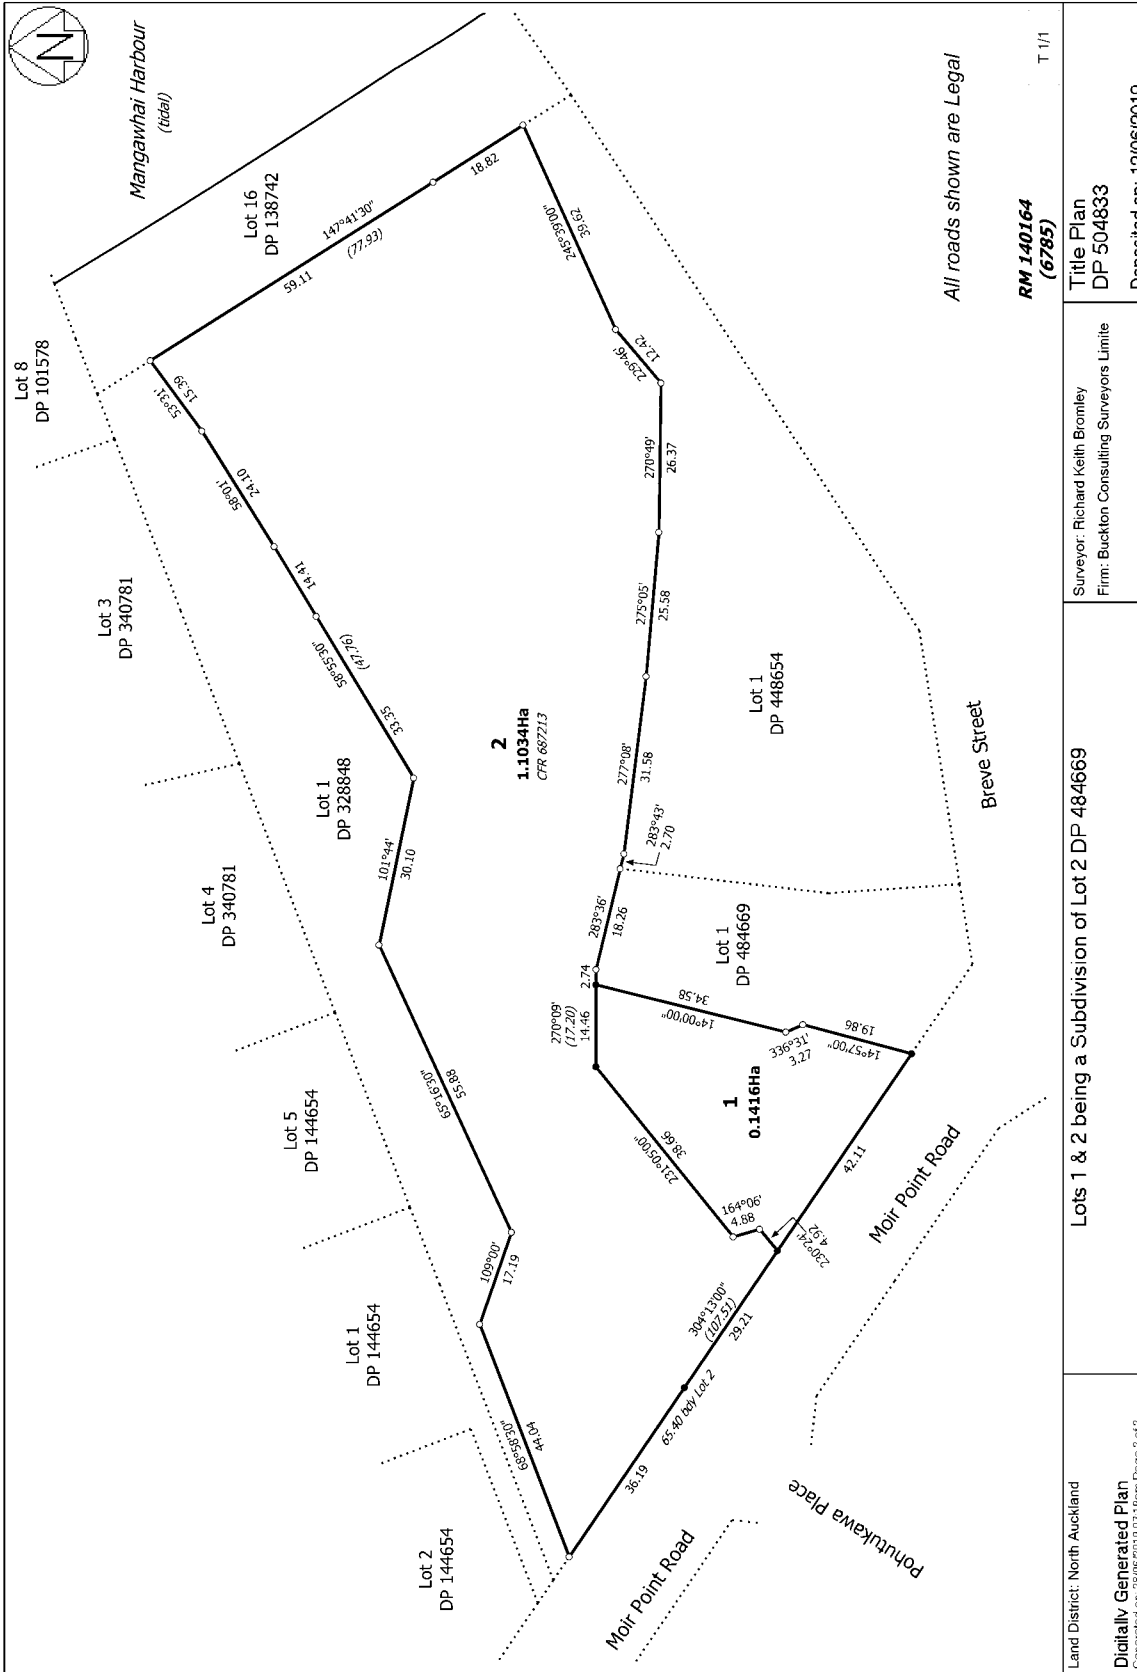 N
Mangawhai Harbour
(tidal)
Lot 8
DP 101578
Lot 16
DP 138742
147°41'30"
(77.93)
59.11
18.82
53°31'
15.39
58°01'
24.10
14.41
58°55'30"
(47.76)
33.35
Lot 3
DP 340781
Lot 1
DP 328848
101°44'
30.10
Lot 4
DP 340781
65°16'30"
55.88
Lot 5
DP 144654
109°00'
17.19
Lot 1
DP 144654
68°58'30"
44.04
Lot 2
DP 144654
245°39'00"
39.62
229°46'
12.42
270°49'
26.37
275°05'
25.58
277°08'
31.58
283°43'
2.70
283°36'
18.26
2.74
270°09'
(17.20)
14.46
2
1.1034Ha
CFR 687213
Lot 1
DP 448654
Lot 1
DP 484669
34.58
14°00'00"
336°31'
3.27
19.86
14°57'00"
1
0.1416Ha
231°05'00"
38.66
164°06'
4.88
230°24'
4.92
42.11
304°13'00"
(107.51)
29.21
65.40 bdy Lot 2
36.19
Breve Street
Moir Point Road
Pohutukawa Place
Moir Point Road
All roads shown are Legal
RM 140164
(6785)
T 1/1
Land District: North Auckland
Digitally Generated Plan
Lots 1 & 2 being a Subdivision of Lot 2 DP 484669
Surveyor: Richard Keith Bromley
Firm: Buckton Consulting Surveyors Limite
Title Plan
DP 504833
Deposited on: 12/06/2019